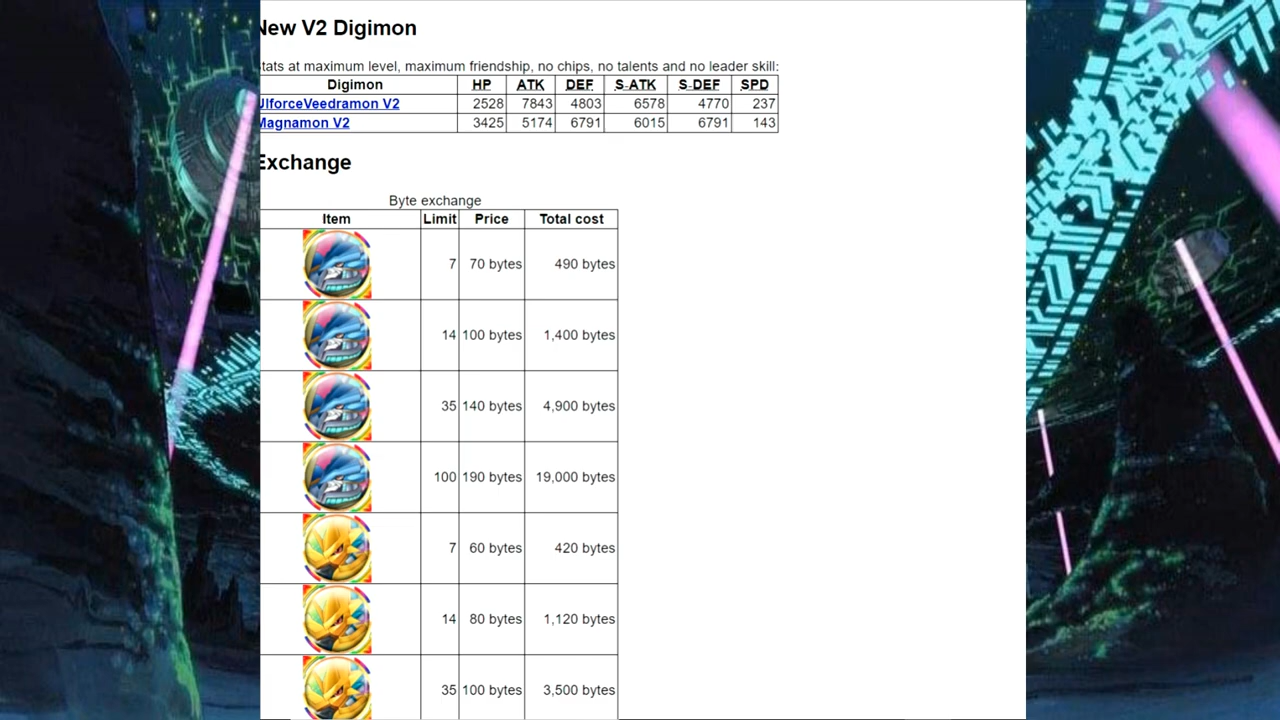 New V2 Digimon
stats at maximum level, maximum friendship, no chips, no talents and no leader skill:
Digimon HP ATK DEF S-ATK S-DEF SPD
UlforceVeedramon V2 2528 7843 4803 6578 4770 237
Magnamon V2 3425 5174 6791 6015 6791 143
Exchange
Byte exchange
Item Limit Price Total cost
7 70 bytes 490 bytes
14 100 bytes 1,400 bytes
35 140 bytes 4,900 bytes
100 190 bytes 19,000 bytes
7 60 bytes 420 bytes
14 80 bytes 1,120 bytes
35 100 bytes 3,500 bytes